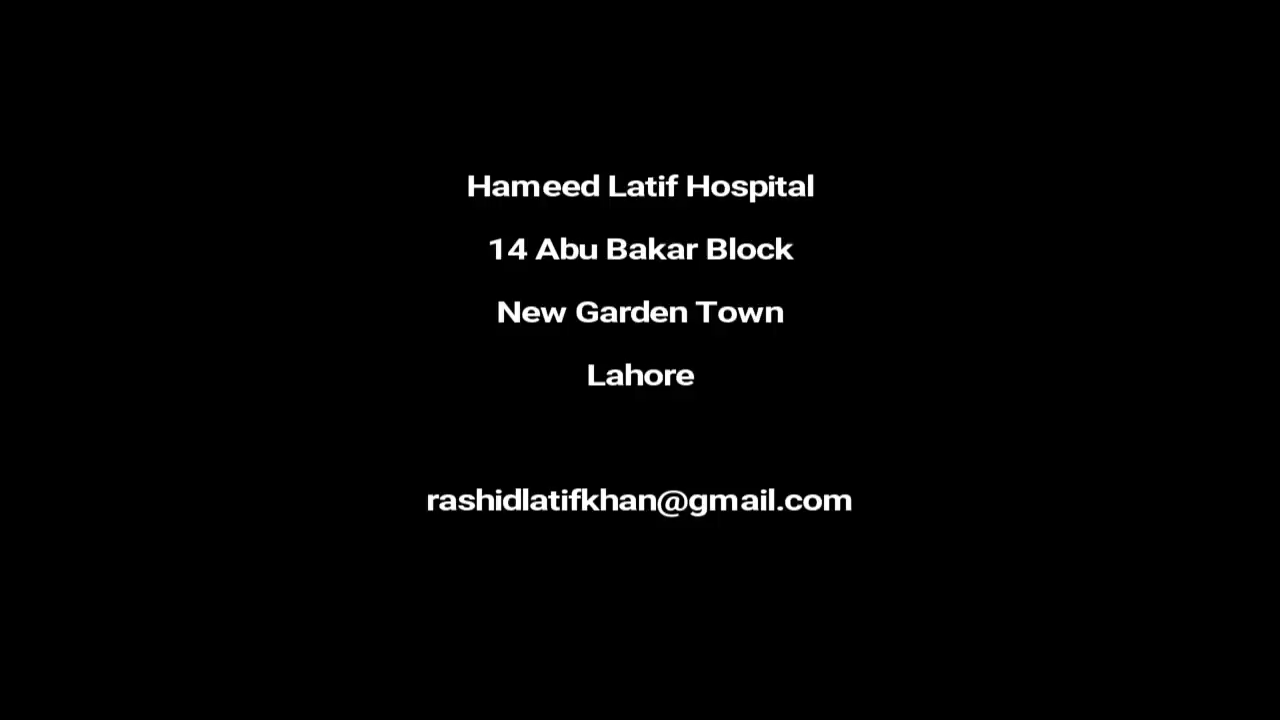 Hameed Latif Hospital
14 Abu Bakar Block
New Garden Town
Lahore
rashidlatifkhan@gmail.com